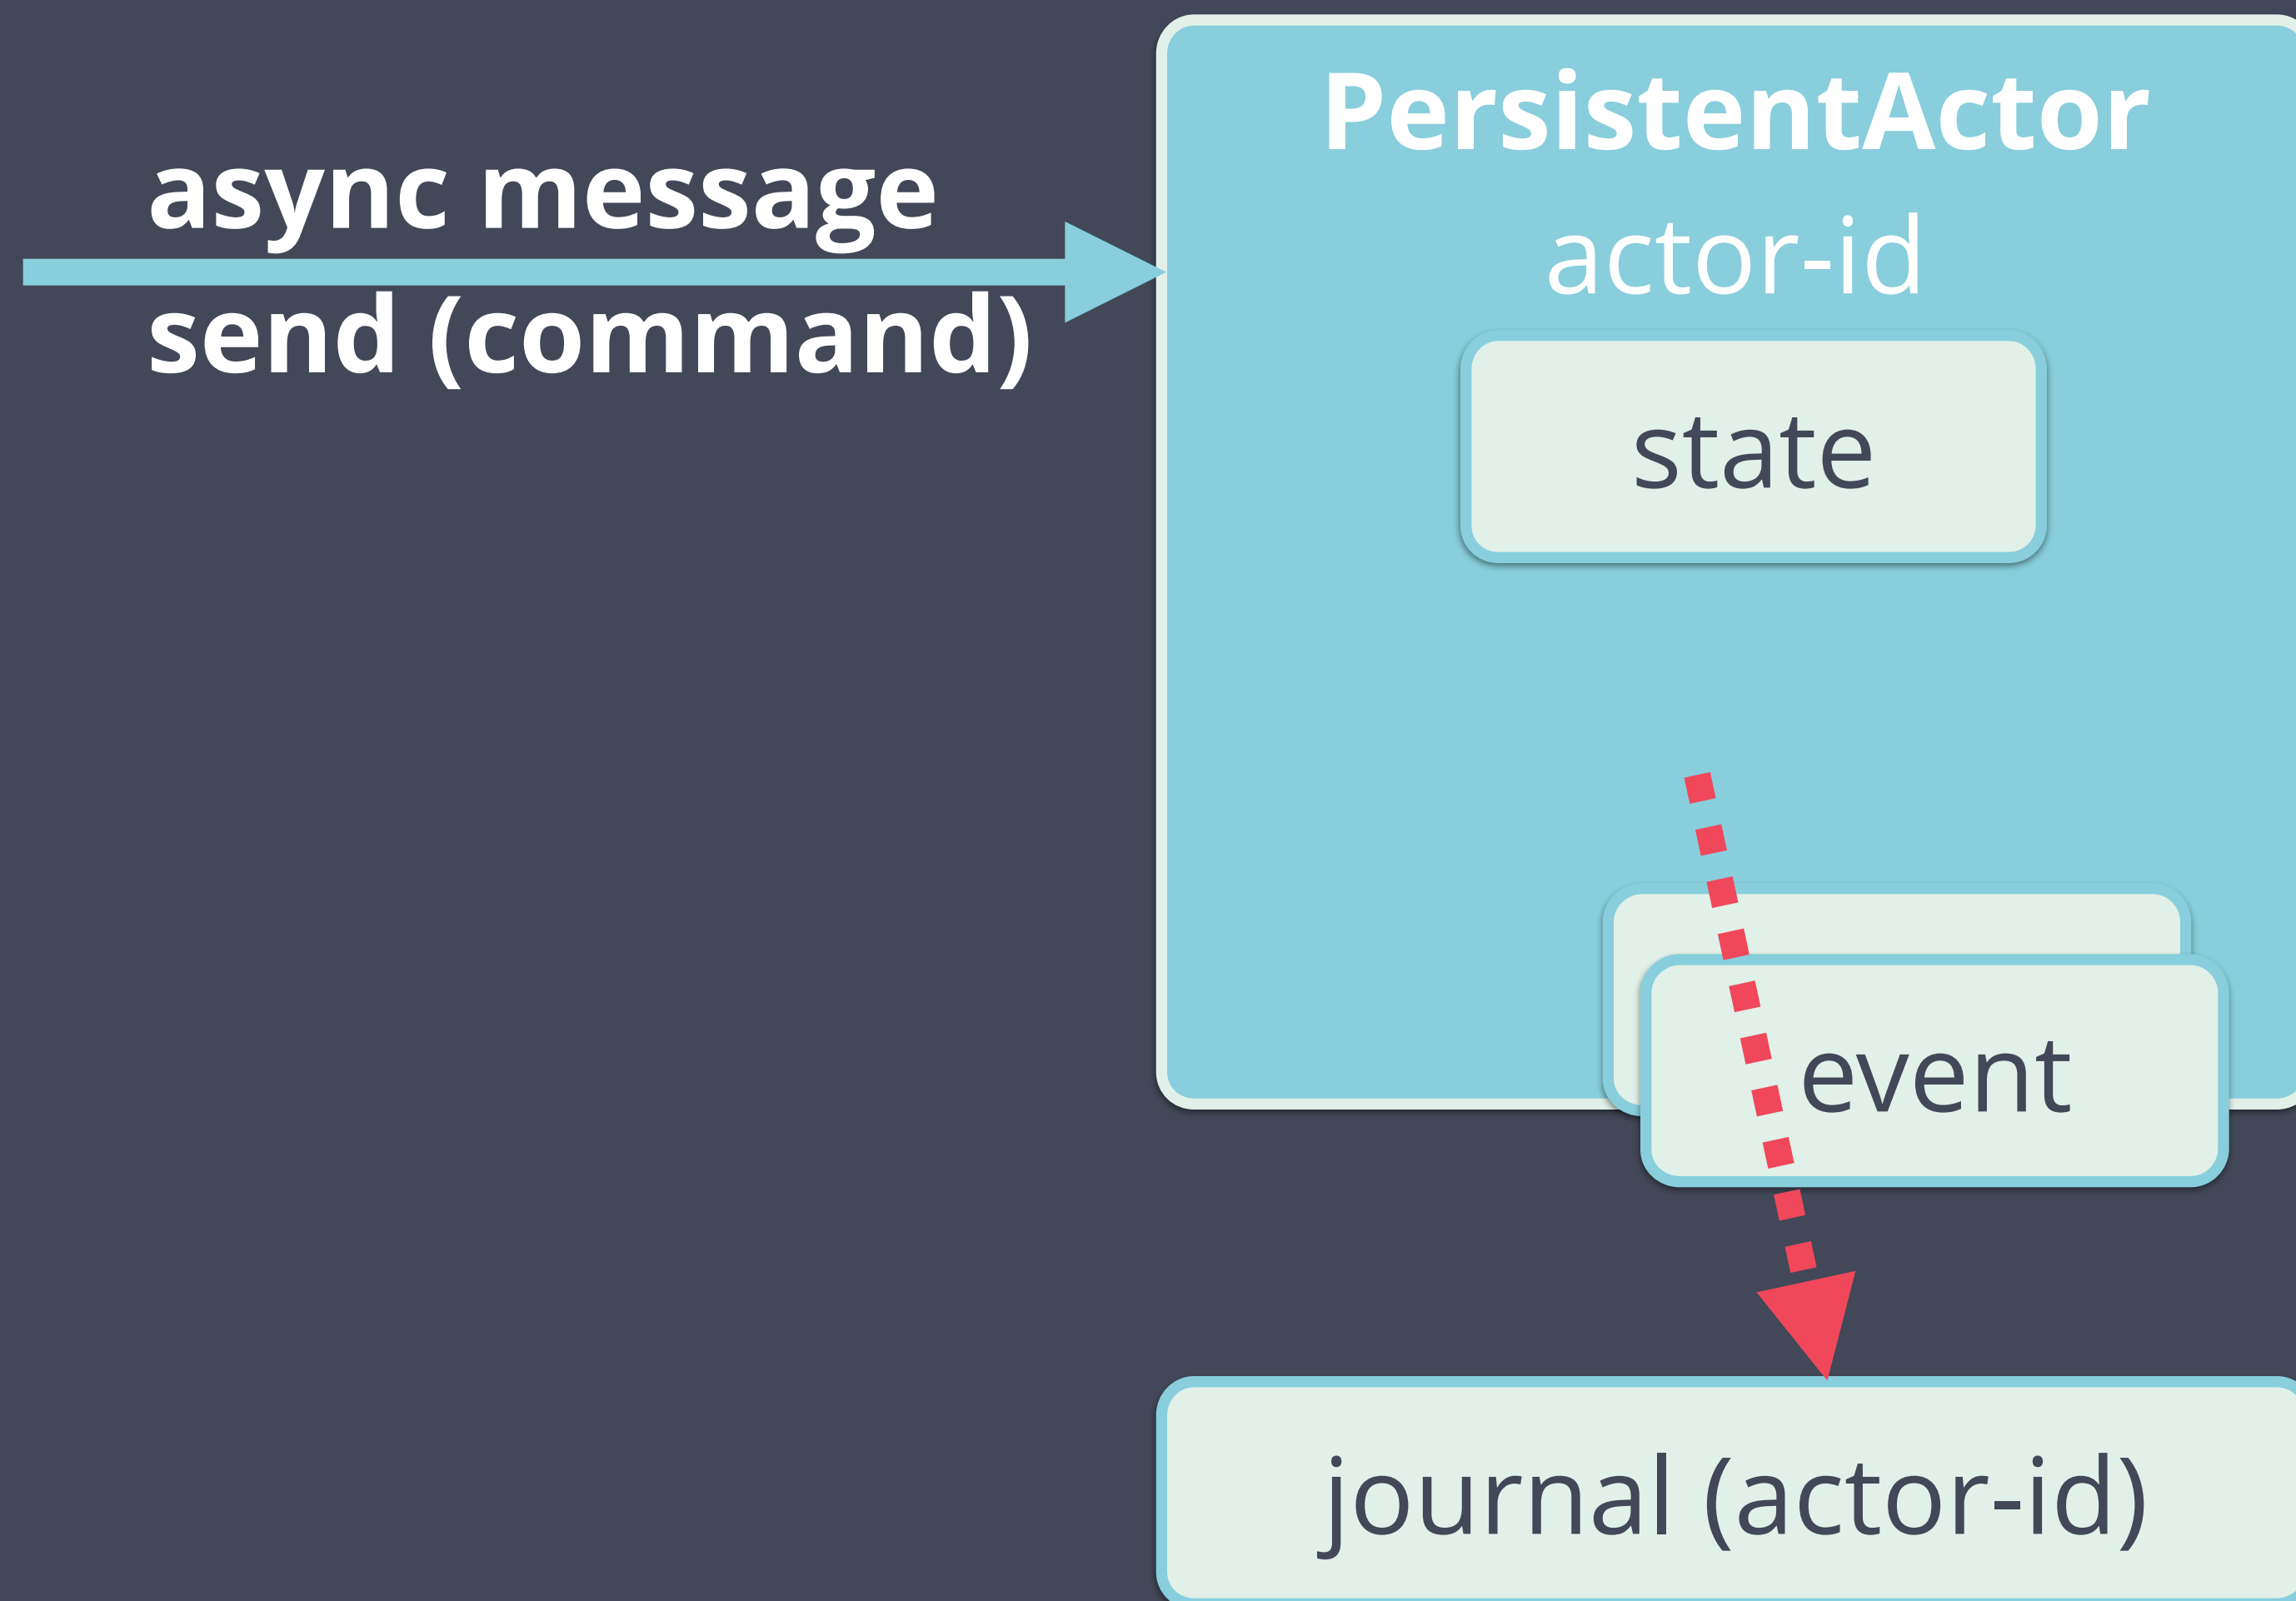 async message
send (command)
PersistentActor
actor-id
state
event
journal (actor-id)